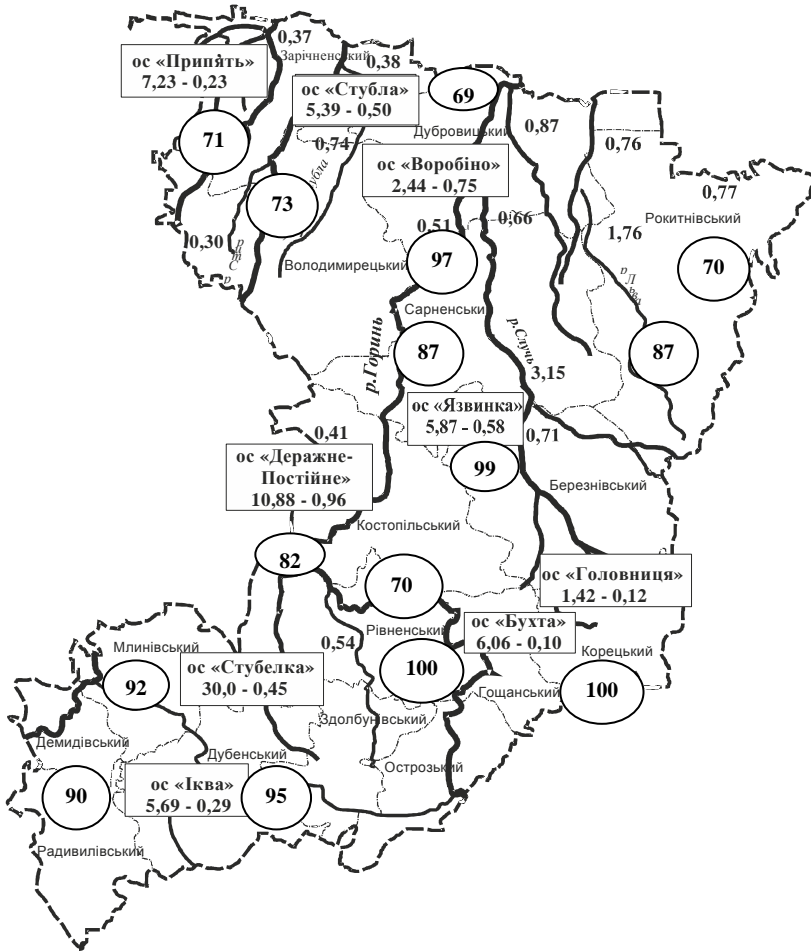 0,37
Зарічненський
0,38
ос «Прип'ять»
7,23 - 0,23
ос «Стубла»
5,39 - 0,50
69
Дубровицький
0,87
0,76
0,77
71
0,74
ос «Воробіно»
2,44 - 0,75
73
0,30
Володимирецький
0,51
0,66
97
1,76
Рокитнівський
70
Сарненськи
р.Горинь
87
р.Случь
87
3,15
ос «Язвинка»
5,87 - 0,58
0,71
0,41
ос «Деражне-
Постійне»
10,88 - 0,96
99
Березнівський
Костопільський
82
70
ос «Головниця»
1,42 - 0,12
ос «Бухта»
6,06 - 0,10
Рівненський
0,54
Млинівський
ос «Стубелка»
30,0 - 0,45
92
100
Корецький
100
Гощанський
Здолбунівський
Демидівський
Дубенський
Острозький
ос «Іква»
5,69 - 0,29
90
95
Радивилівський